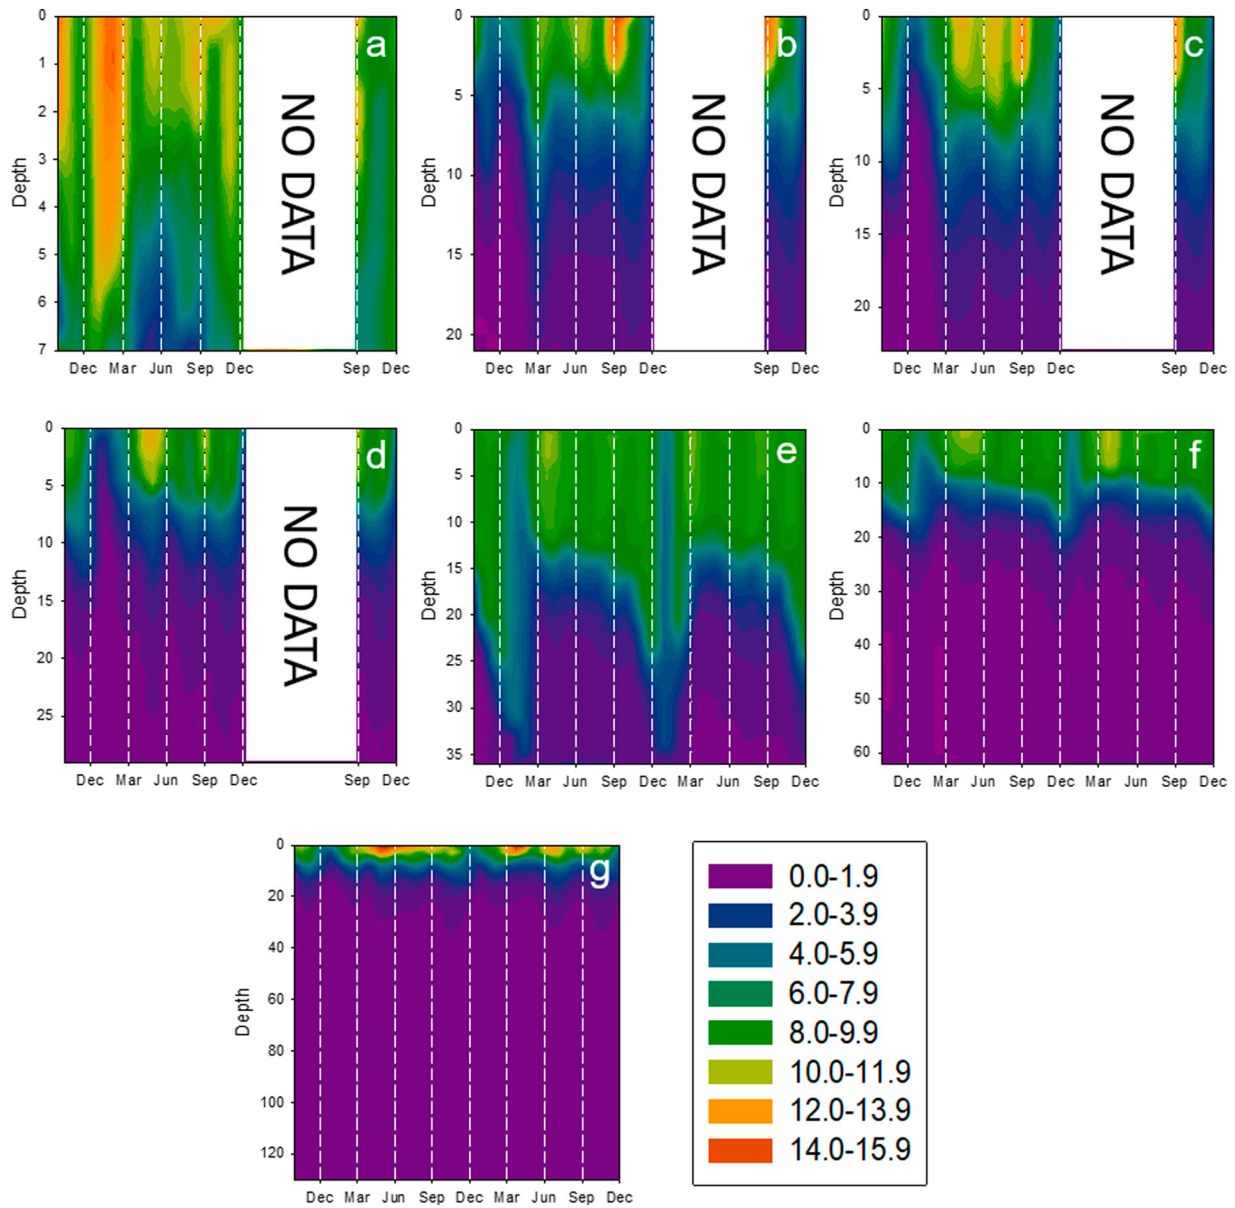 a
0
1
2
3
4
5
6
7
Depth
NO DATA
Dec Mar Jun Sep Dec Sep Dec
b
0
5
10
15
20
Depth
NO DATA
Dec Mar Jun Sep Dec Sep Dec
c
0
5
10
15
20
Depth
NO DATA
Dec Mar Jun Sep Dec Sep Dec
d
0
5
10
15
20
25
Depth
NO DATA
Dec Mar Jun Sep Dec Sep Dec
e
0
5
10
15
20
25
30
35
Depth
Dec Mar Jun Sep Dec Mar Jun Sep Dec
f
0
10
20
30
40
50
60
Depth
Dec Mar Jun Sep Dec Mar Jun Sep Dec
g
0
20
40
60
80
100
120
Depth
Dec Mar Jun Sep Dec Mar Jun Sep Dec
0.0-1.9
2.0-3.9
4.0-5.9
6.0-7.9
8.0-9.9
10.0-11.9
12.0-13.9
14.0-15.9